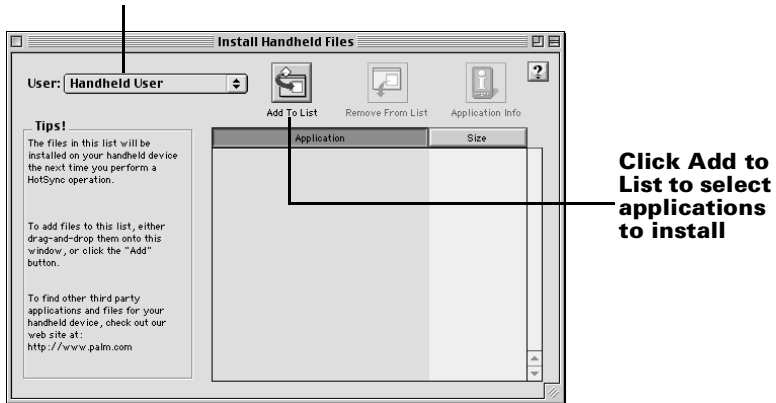 Install Handheld Files
User: Handheld User
?
Add To List
Remove From List
Application Info
Tips!
The files in this list will be
installed on your handheld device
the next time you perform a
HotSync operation.
To add files to this list, either
drag-and-drop them onto this
window, or click the "Add"
button.
To find other third party
applications and files for your
handheld device, check out our
web site at:
http://www.palm.com
Application
Size
Click Add to
List to select
applications
to install